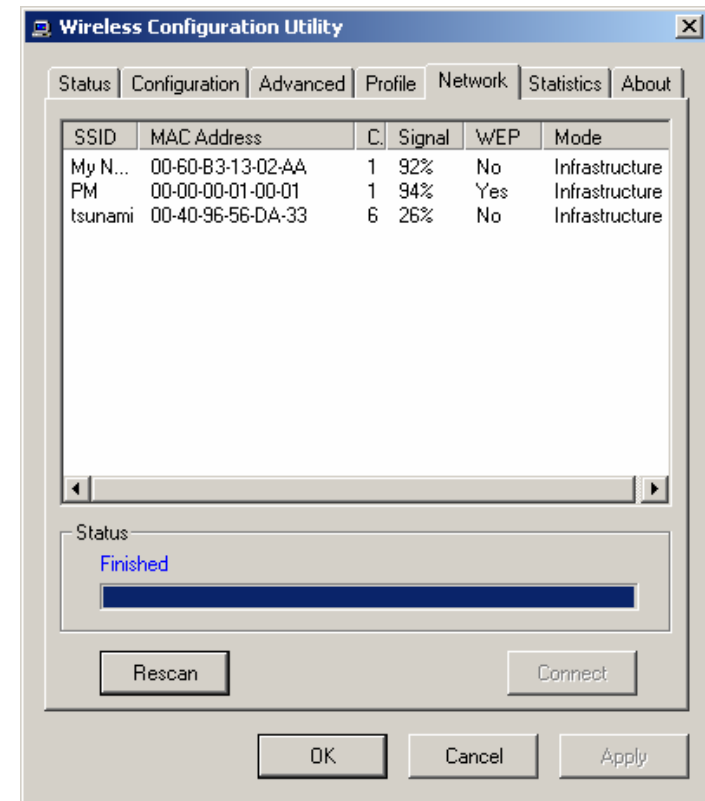 Wireless Configuration Utility
Status Configuration Advanced Profile Network Statistics About
SSID MAC Address C. Signal WEP Mode
My N... 00-60-B3-13-02-AA 1 92% No Infrastructure
PM 00-00-00-01-00-01 1 94% Yes Infrastructure
tsunami 00-40-96-56-DA-33 6 26% No Infrastructure
Status
Finished
Rescan Connect
OK Cancel Apply